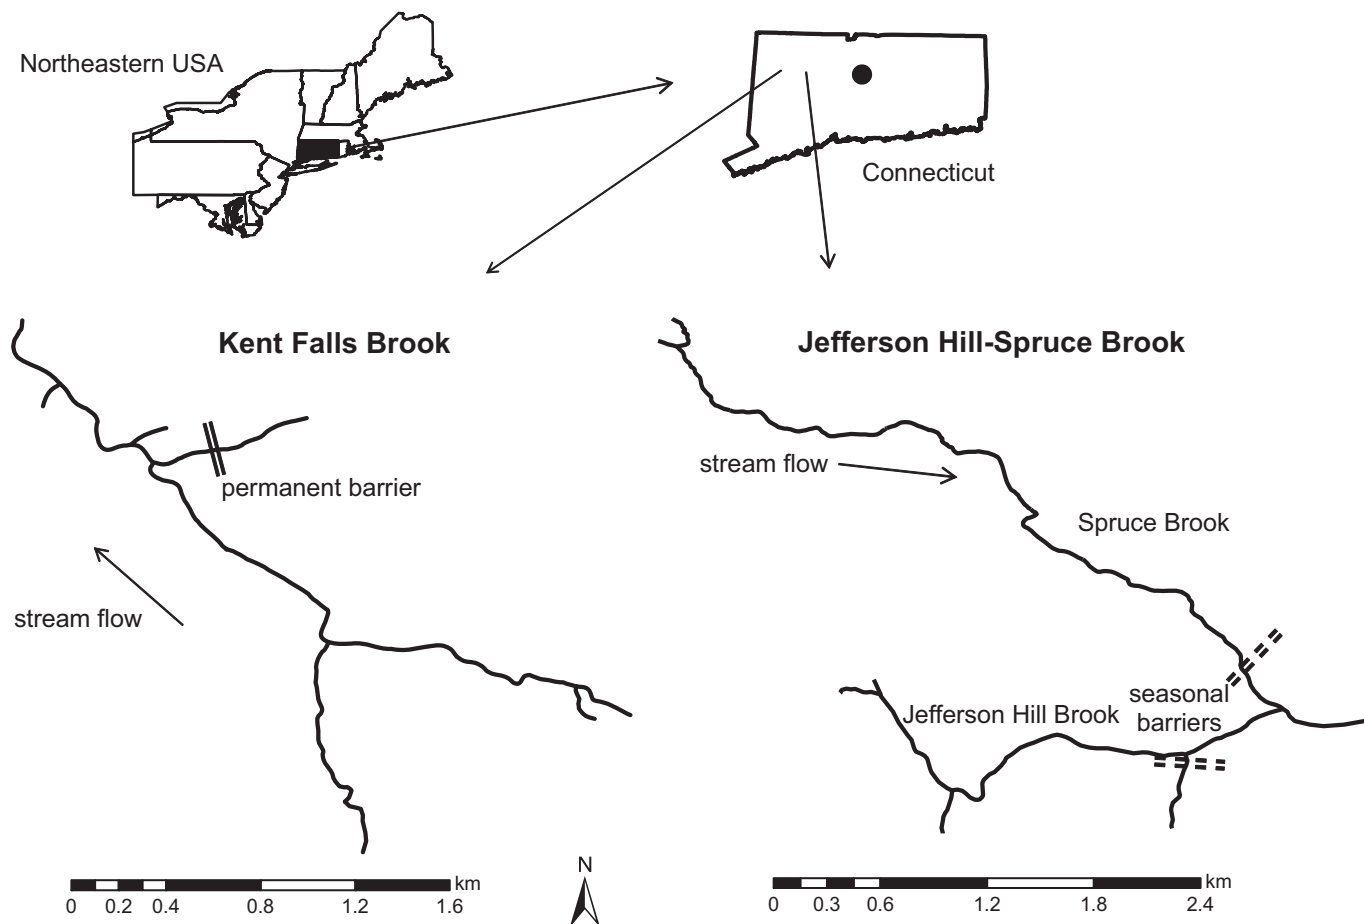 Northeastern USA
Connecticut
Kent Falls Brook
Jefferson Hill-Spruce Brook
permanent barrier
stream flow
stream flow
Spruce Brook
Jefferson Hill Brook
seasonal
barriers
N
km
0 0.2 0.4 0.8 1.2 1.6
km
0 0.3 0.6 1.2 1.8 2.4